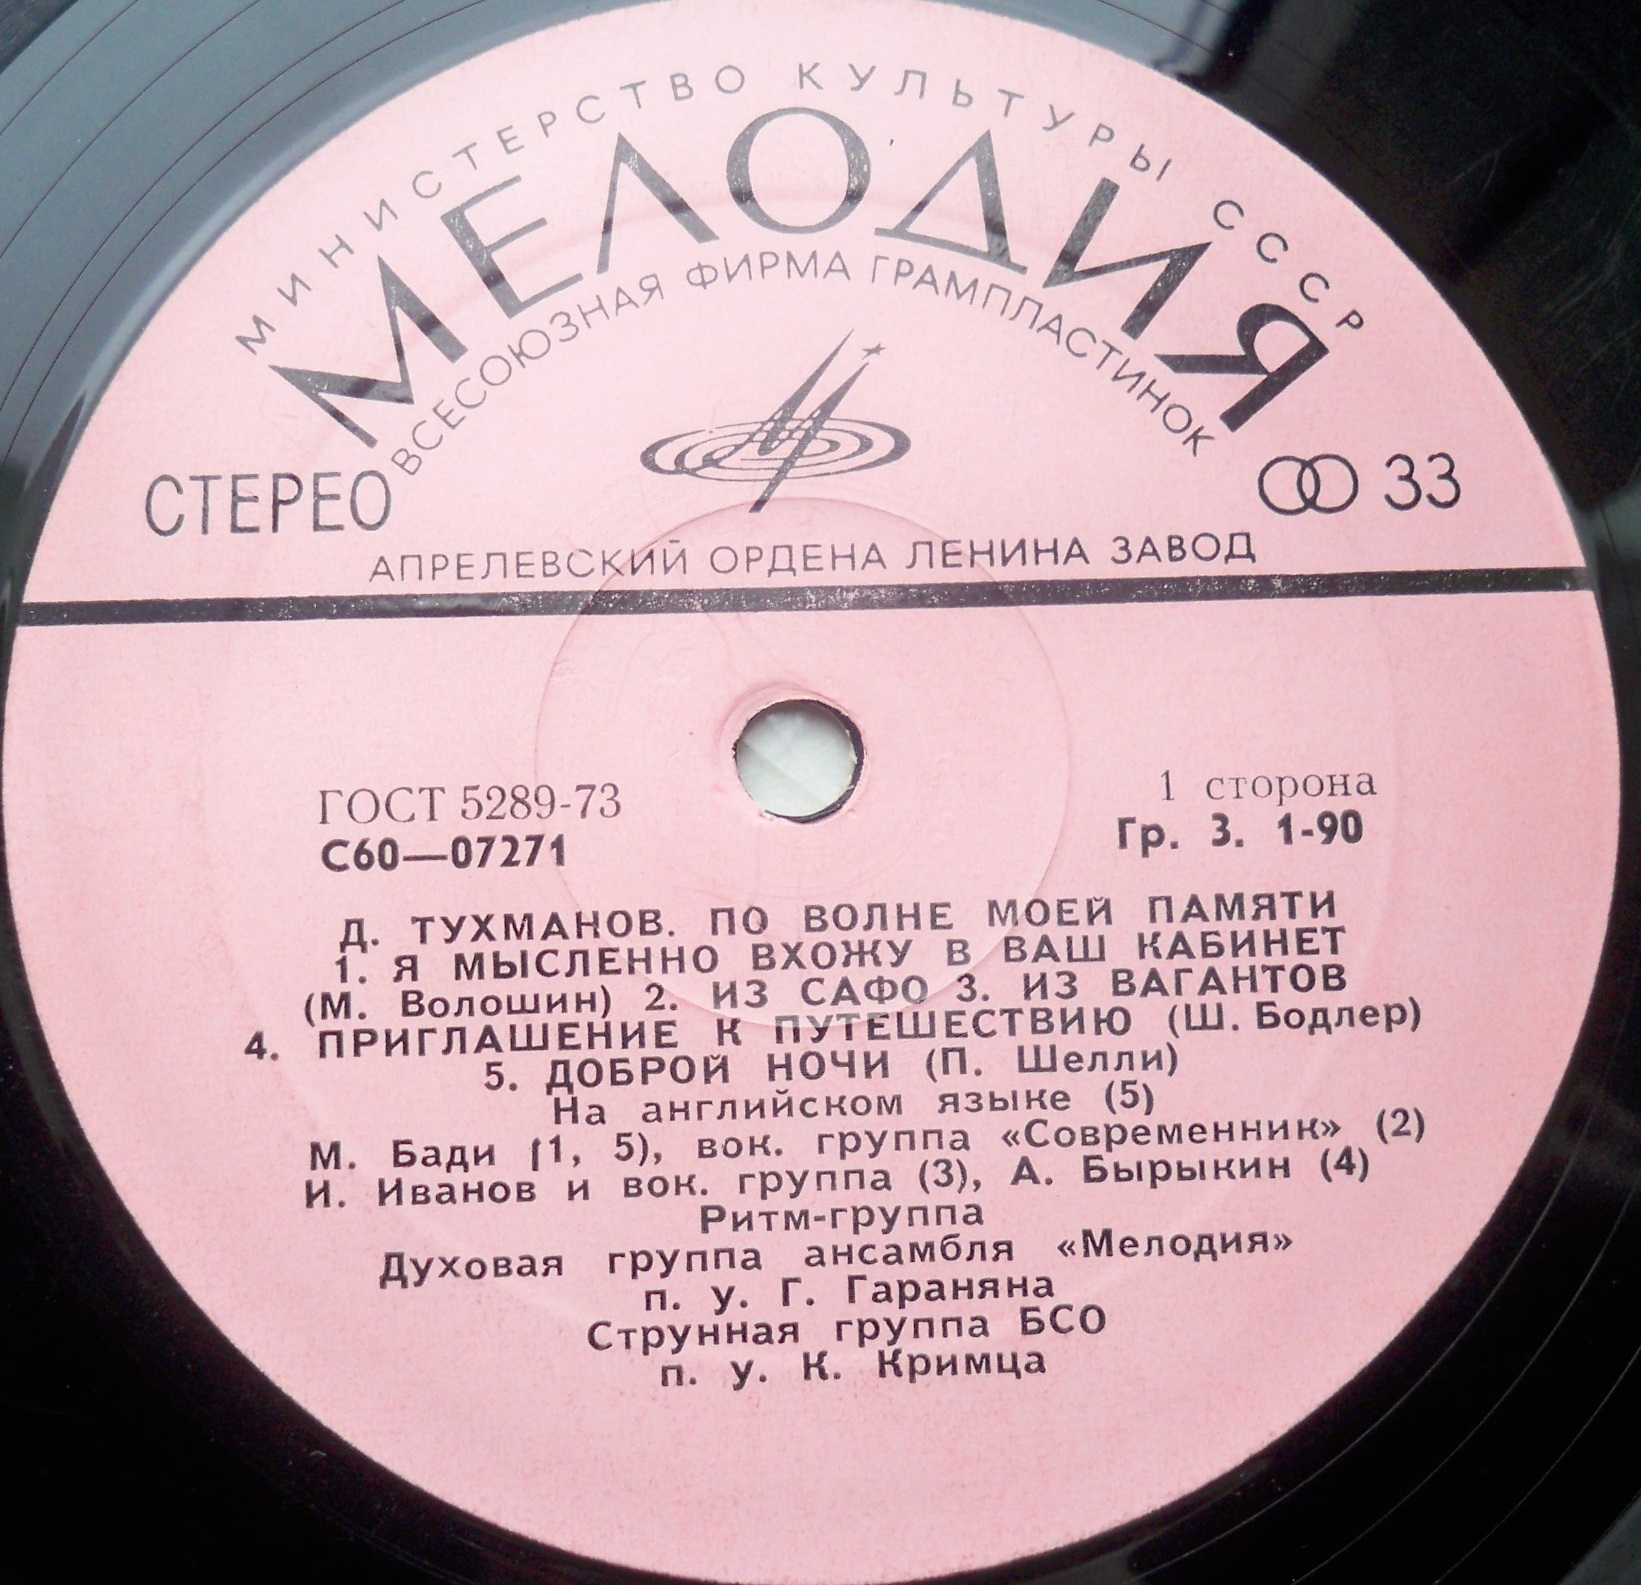 МИНИСТЕРСТВО КУЛЬТУРЫ СССР
МЕЛОДИЯ
ВСЕСОЮЗНАЯ ФИРМА ГРАМПЛАСТИНОК
СТЕРЕО
33
АПРЕЛЕВСКИЙ ОРДЕНА ЛЕНИНА ЗАВОД
ГОСТ 5289-73
1 сторона
С60—07271
Гр. 3. 1-90
Д. ТУХМАНОВ. ПО ВОЛНЕ МОЕЙ ПАМЯТИ
1. Я МЫСЛЕННО ВХОЖУ В ВАШ КАБИНЕТ
(М. Волошин) 2. ИЗ САФО 3. ИЗ ВАГАНТОВ
4. ПРИГЛАШЕНИЕ К ПУТЕШЕСТВИЮ (Ш. Бодлер)
5. ДОБРОЙ НОЧИ (П. Шелли)
На английском языке (5)
М. Бади (1, 5), вок. группа «Современник» (2)
И. Иванов и вок. группа (3), А. Бырыкин (4)
Ритм-группа
Духовая группа ансамбля «Мелодия»
п. у. Г. Гараняна
Струнная группа БСО
п. у. К. Кримца